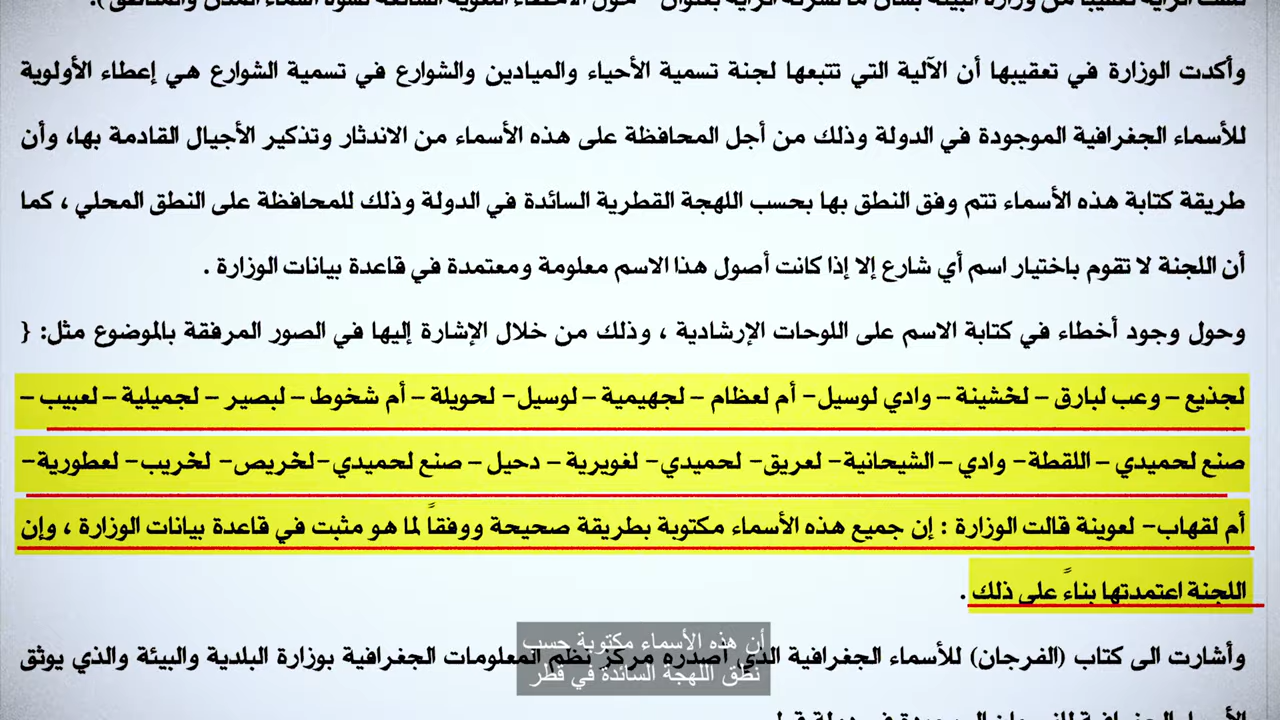 وأكدت الوزارة في تعقيبها أن الآلية التي تتبعها لجنة تسمية الأحياء والميادين والشوارع في تسمية الشوارع هي إعطاء الأولوية
للأسماء الجغرافية الموجودة في الدولة وذلك من أجل المحافظة على هذه الأسماء من الاندثار وتذكير الأجيال القادمة بها، وأن
طريقة كتابة هذه الأسماء تتم وفق النطق بها بحسب اللهجة القطرية السائدة في الدولة وذلك للمحافظة على النطق المحلي ، كما
أن اللجنة لا تقوم باختيار اسم أي شارع إلا إذا كانت أصول هذا الاسم معلومة ومعتمدة في قاعدة بيانات الوزارة .
وحول وجود أخطاء في كتابة الاسم على اللوحات الإرشادية ، وذلك من خلال الإشارة إليها في الصور المرفقة بالموضوع مثل: {
لجذيع – وعب لبارق – لخشينة – وادي لوسيل- أم لعظام – لجهيمية – لوسيل- لحويلة – أم شخوط – لبصير – لجميلية – لعبيب –
صنع لحميدي – اللقطة- وادي – الشيحانية- لعريق- لحميدي- لغويرية – دحيل – صنع لحميدي-لخريص- لخريب- لعطورية-
أم لقهاب- لعوينة قالت الوزارة : إن جميع هذه الأسماء مكتوبة بطريقة صحيحة ووفقاً لما هو مثبت في قاعدة بيانات الوزارة ، وإن
اللجنة اعتمدتها بناءً على ذلك .
أن هذه الأسماء مكتوبة حسب
نطق اللهجة السائدة في قطر
وأشارت الى كتاب (الفرجان) للأسماء الجغرافية الذي أصدره مركز نظم المعلومات الجغرافية بوزارة البلدية والبيئة والذي يوثق